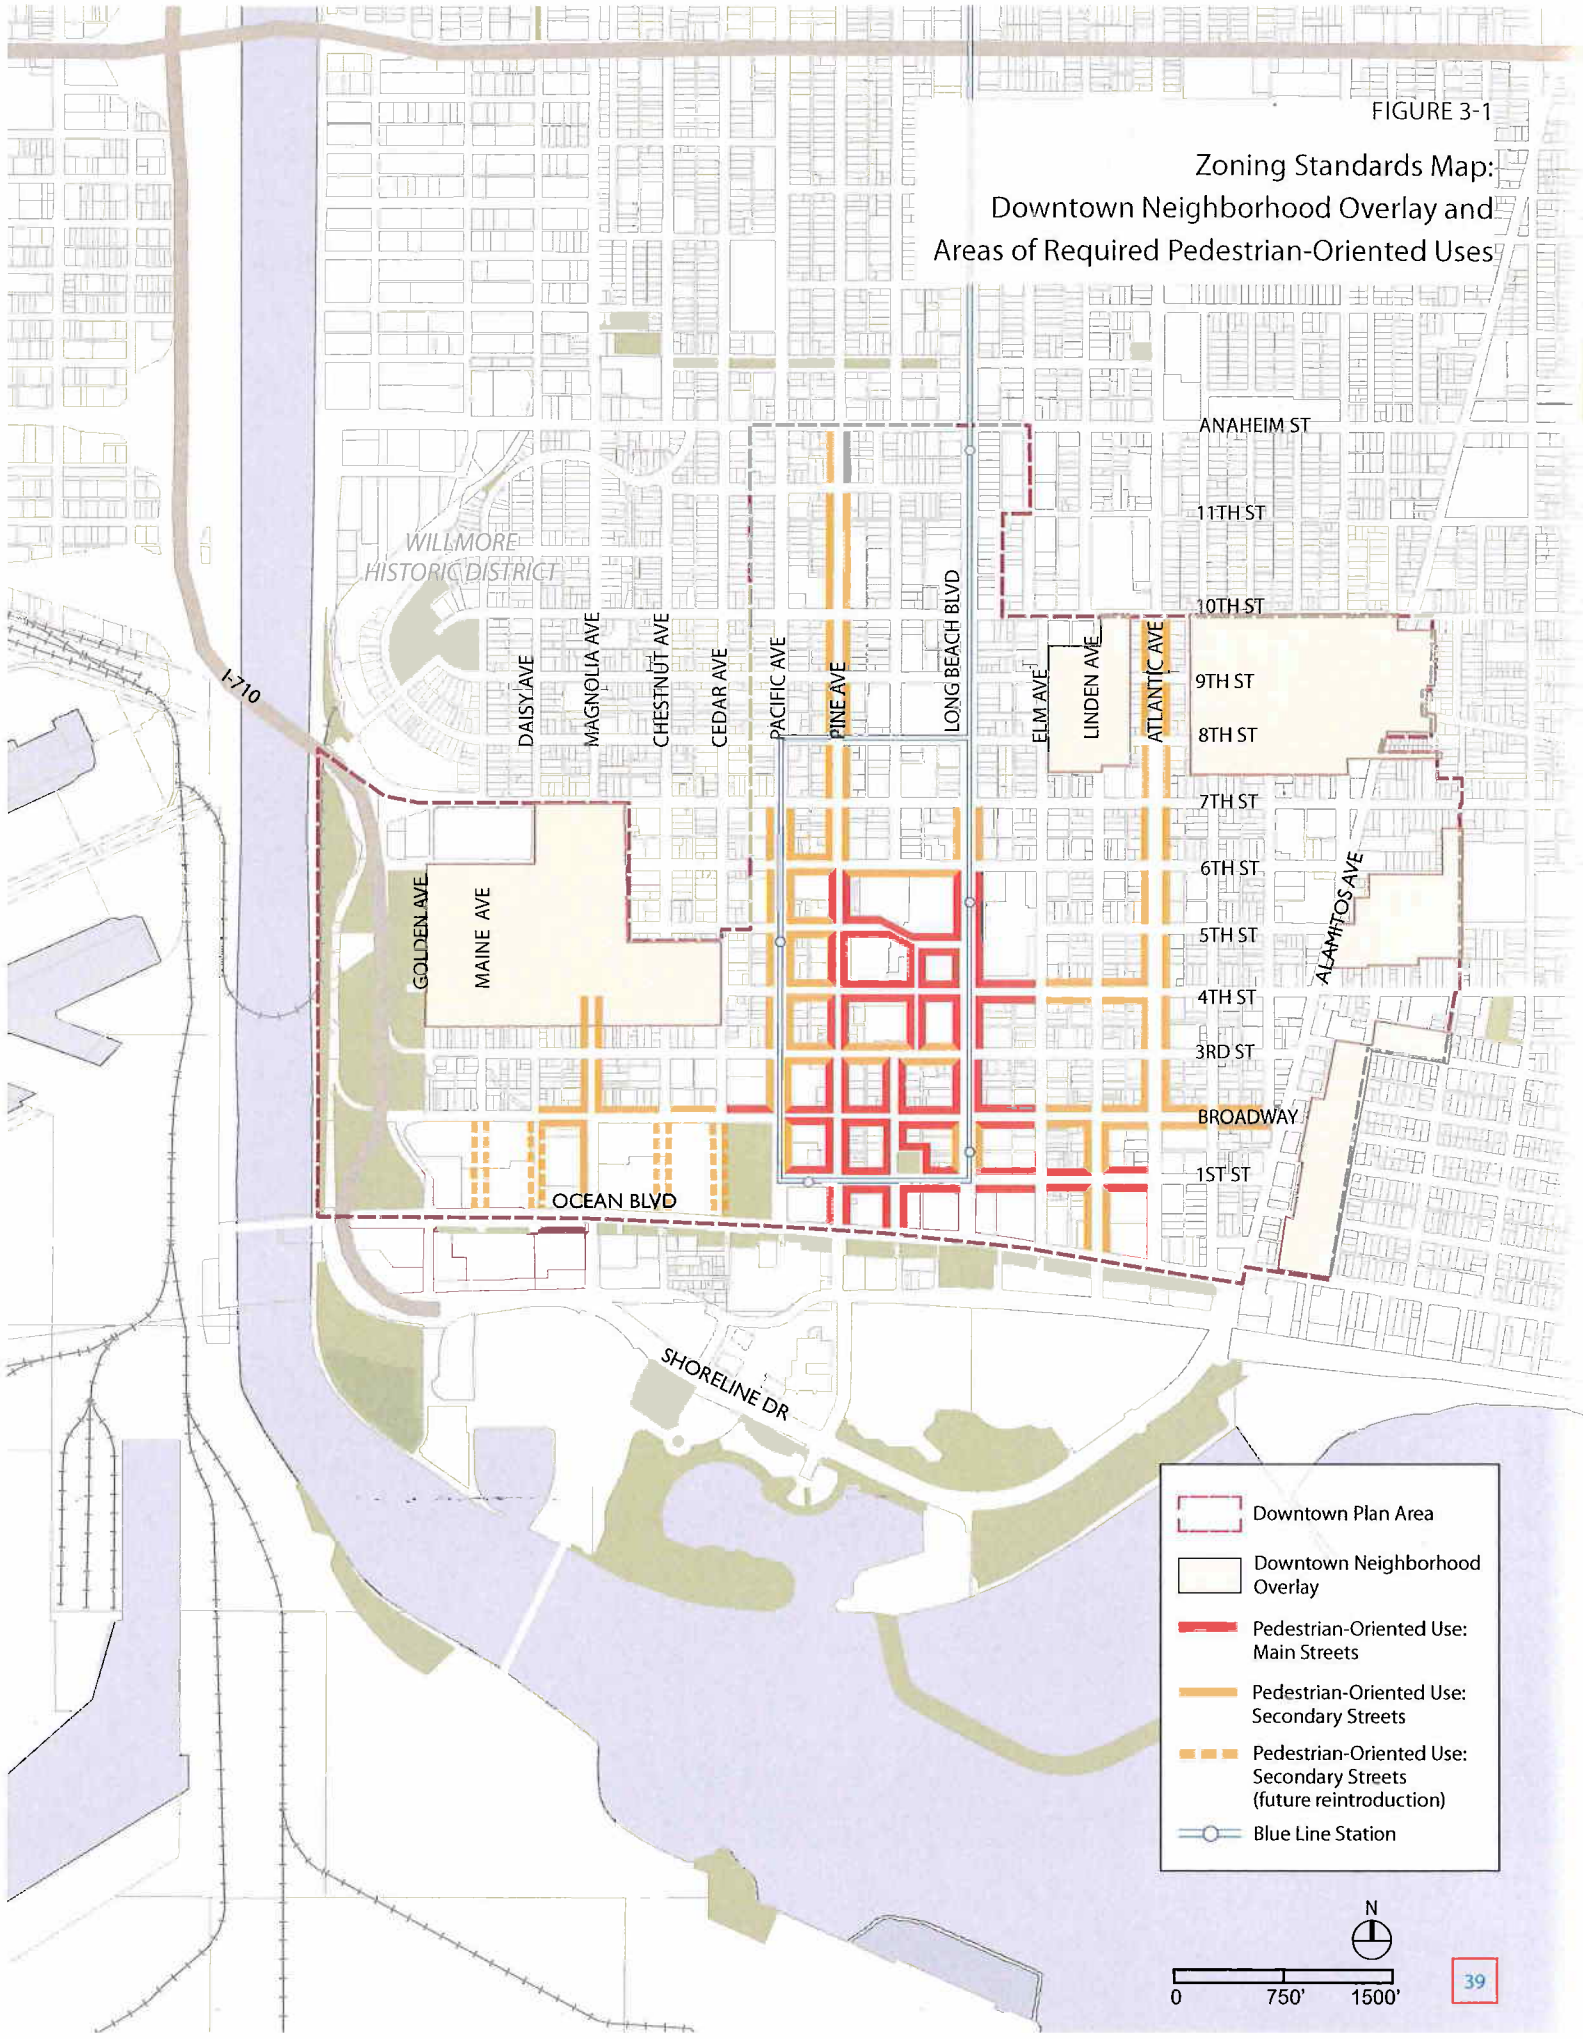 FIGURE 3-1
Zoning Standards Map:
Downtown Neighborhood Overlay and
Areas of Required Pedestrian-Oriented Uses
ANAHEIM ST
11TH ST
WILLMORE
HISTORIC DISTRICT
10TH ST
I-710
DAISY AVE
MAGNOLIA AVE
CHESTNUT AVE
CEDAR AVE
PACIFIC AVE
PINE AVE
LONG BEACH BLVD
ELM AVE
LINDEN AVE
ATLANTIC AVE
9TH ST
8TH ST
7TH ST
6TH ST
GOLDEN AVE
MAINE AVE
ALAMITOS AVE
5TH ST
4TH ST
3RD ST
BROADWAY
1ST ST
OCEAN BLVD
SHORELINE DR
Downtown Plan Area
Downtown Neighborhood
Overlay
Pedestrian-Oriented Use:
Main Streets
Pedestrian-Oriented Use:
Secondary Streets
Pedestrian-Oriented Use:
Secondary Streets
(future reintroduction)
Blue Line Station
N
0 750' 1500'
39